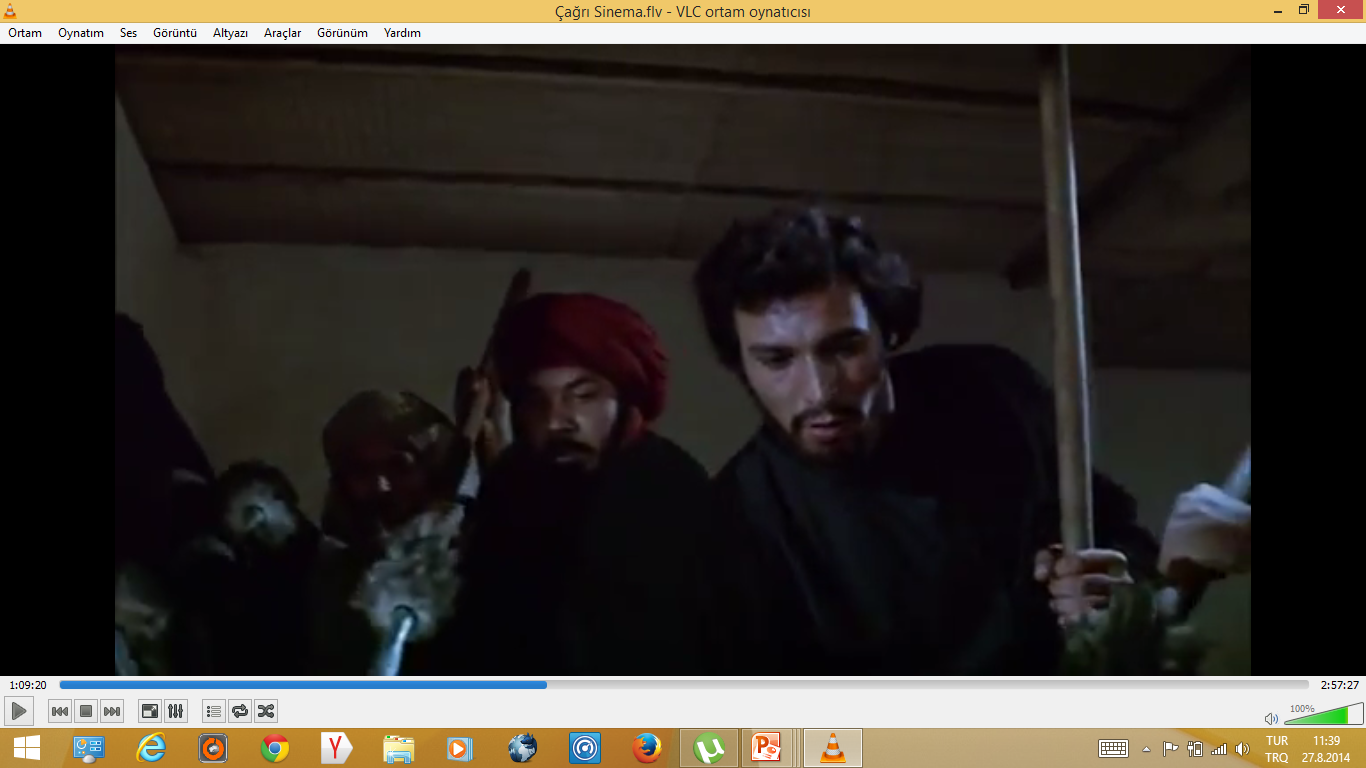 Çağrı Sinema.flv - VLC ortam oynatıcısı
Ortam Oynatım Ses Görüntü Altyazı Araçlar Görünüm Yardım
1:09:20 2:57:27
100%
TUR 11:39
TRQ 27.8.2014